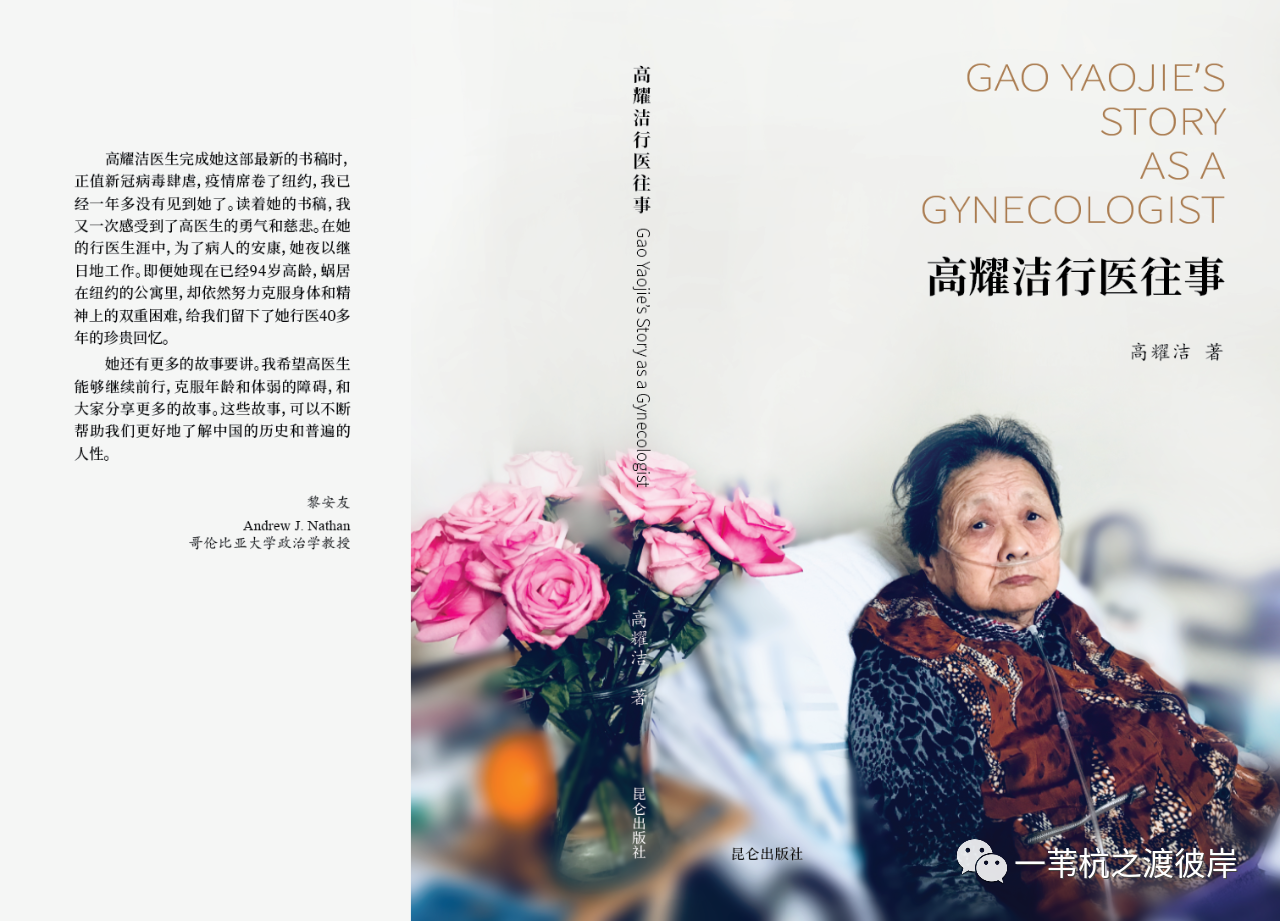 高耀洁医生完成她这部最新的书稿时,
正值新冠病毒肆虐, 疫情席卷了纽约, 我已
经一年多没有见到她了。读着她的书稿, 我
又一次感受到了高医生的勇气和慈悲。在她
的行医生涯中, 为了病人的安康, 她夜以继
日地工作。即便她现在已经94岁高龄, 蜗居
在纽约的公寓里, 却依然努力克服身体和精
神上的双重困难, 给我们留下了她行医40多
年的珍贵回忆。
她还有更多的故事要讲。我希望高医生
能够继续前行, 克服年龄和体弱的障碍, 和
大家分享更多的故事。这些故事, 可以不断
帮助我们更好地了解中国的历史和普遍的
人性。
黎安友
Andrew J. Nathan
哥伦比亚大学政治学教授
高耀洁行医往事 Gao Yaojie's Story as a Gynecologist
高耀洁 著
昆仑出版社
GAO YAOJIE'S
STORY
AS A
GYNECOLOGIST
高耀洁行医往事
高耀洁 著
昆仑出版社
一苇杭之渡彼岸